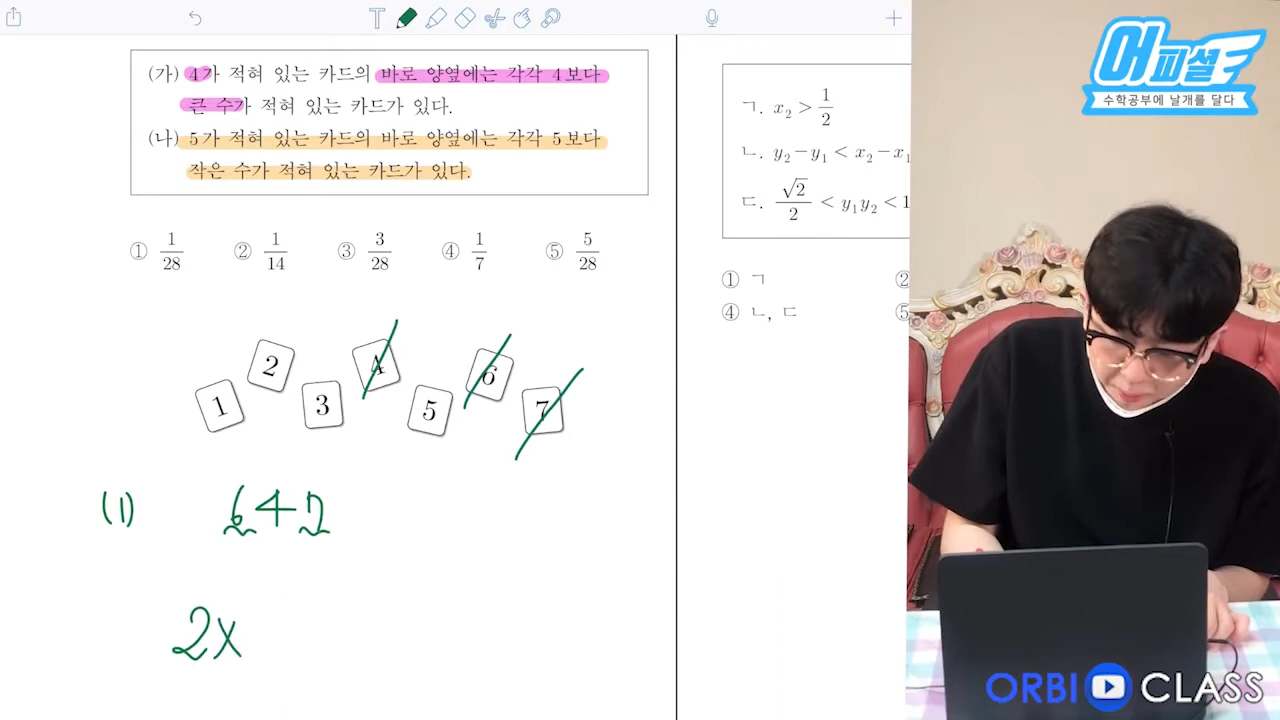 (가) 4가 적혀 있는 카드의 바로 양옆에는 각각 4보다
큰 수가 적혀 있는 카드가 있다.
(나) 5가 적혀 있는 카드의 바로 양옆에는 각각 5보다
작은 수가 적혀 있는 카드가 있다.
① 1/28 ② 1/14 ③ 3/28 ④ 1/7 ⑤ 5/28
1 2 3 4 5 6 7
(1) 6 4 7
2x
ㄱ. x₂ > 1/2
ㄴ. y₂ − y₁ < x₂ − x₁
ㄷ. √2/2 < y₁y₂ < 1
① ㄱ ②
④ ㄴ, ㄷ ⑤
어피셜
수학공부에 날개를 달다
ORBI CLASS